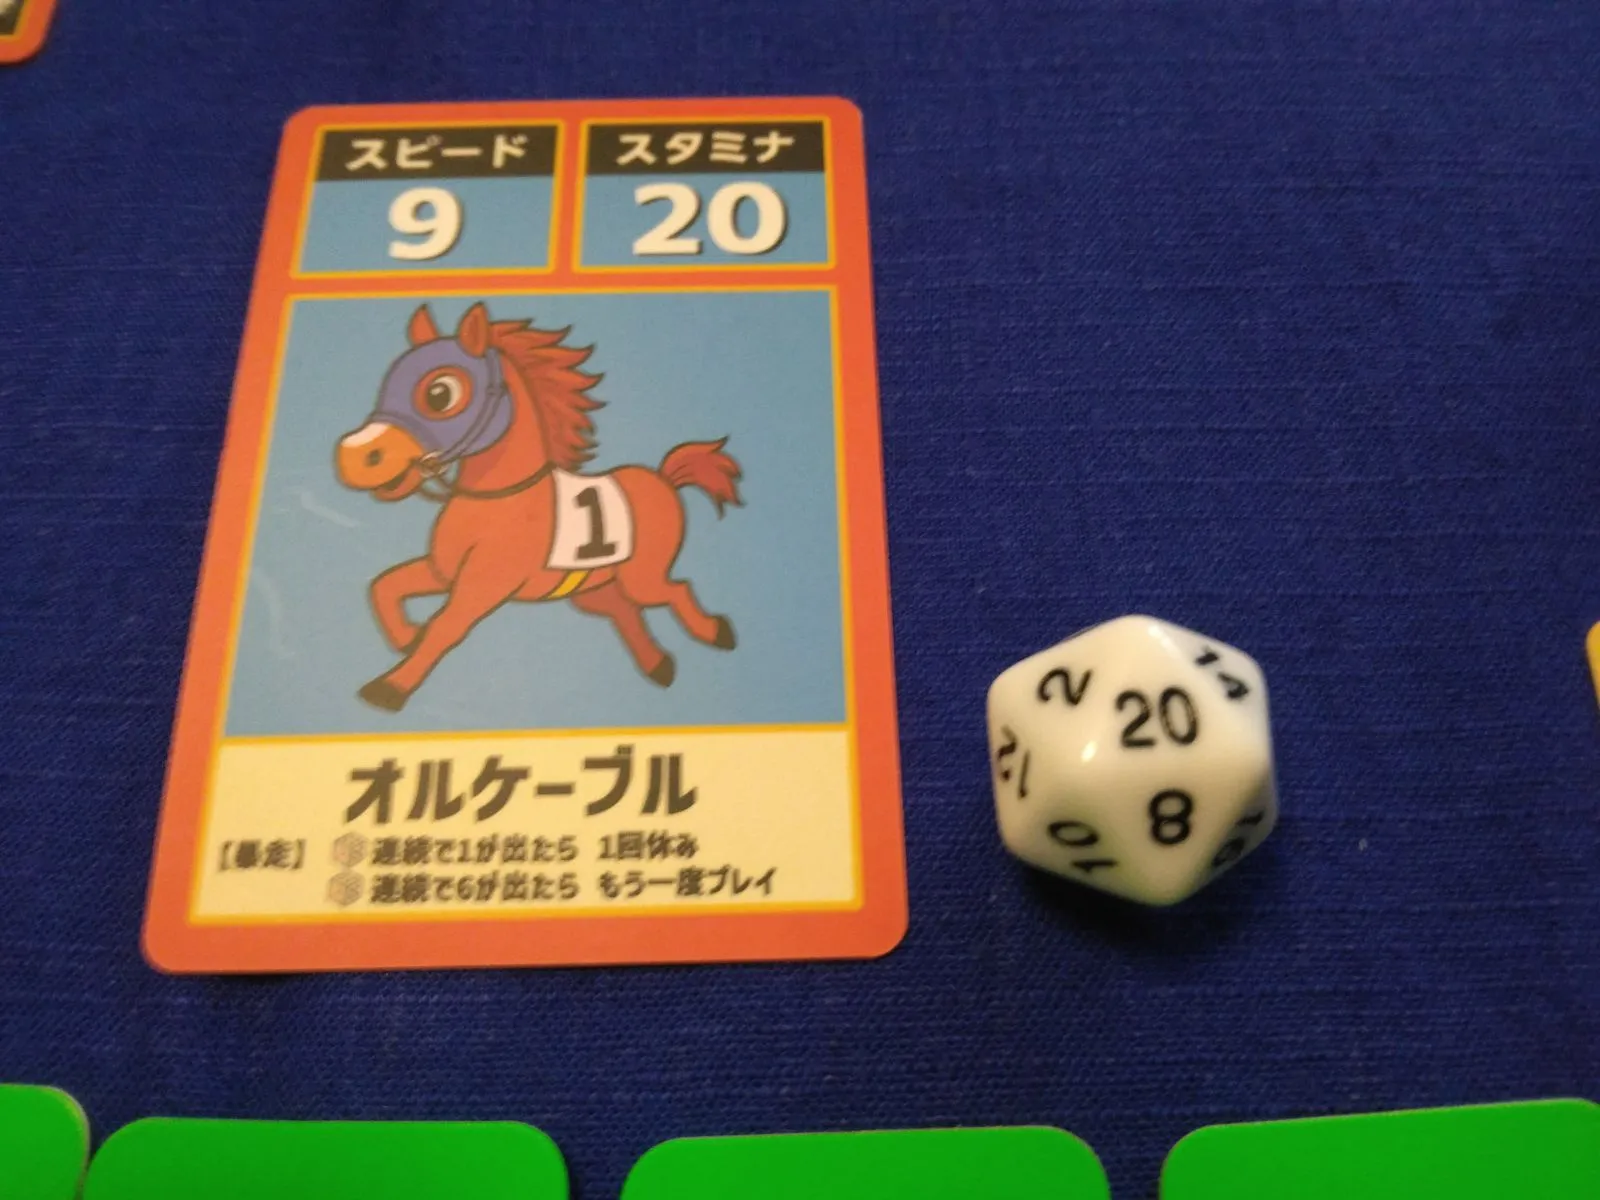 スピード
スタミナ
9
20
1
オルケーブル
【暴走】 連続で1が出たら 1回休み
連続で6が出たら もう一度プレイ
2
14
20
12
8
10
16